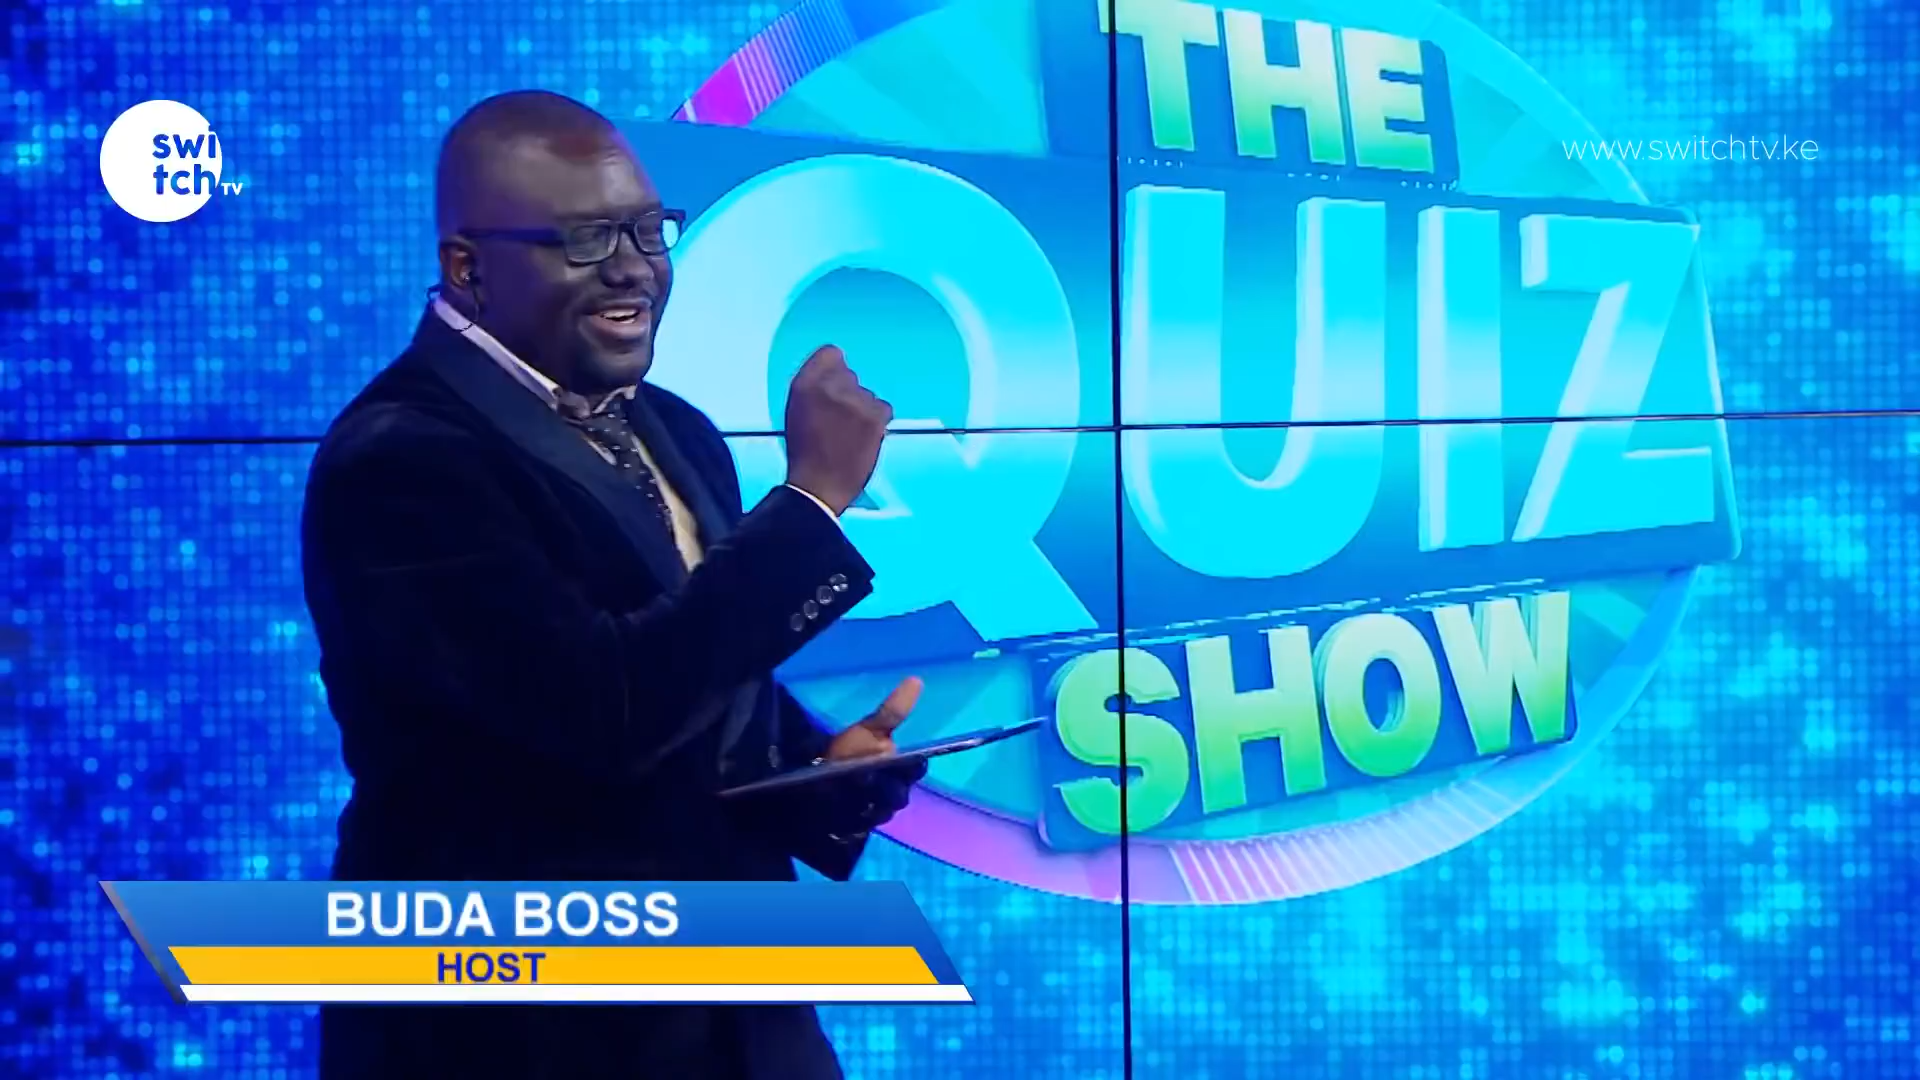 swi
tch TV
www.switchtv.ke
THE
QUIZ
SHOW
BUDA BOSS
HOST